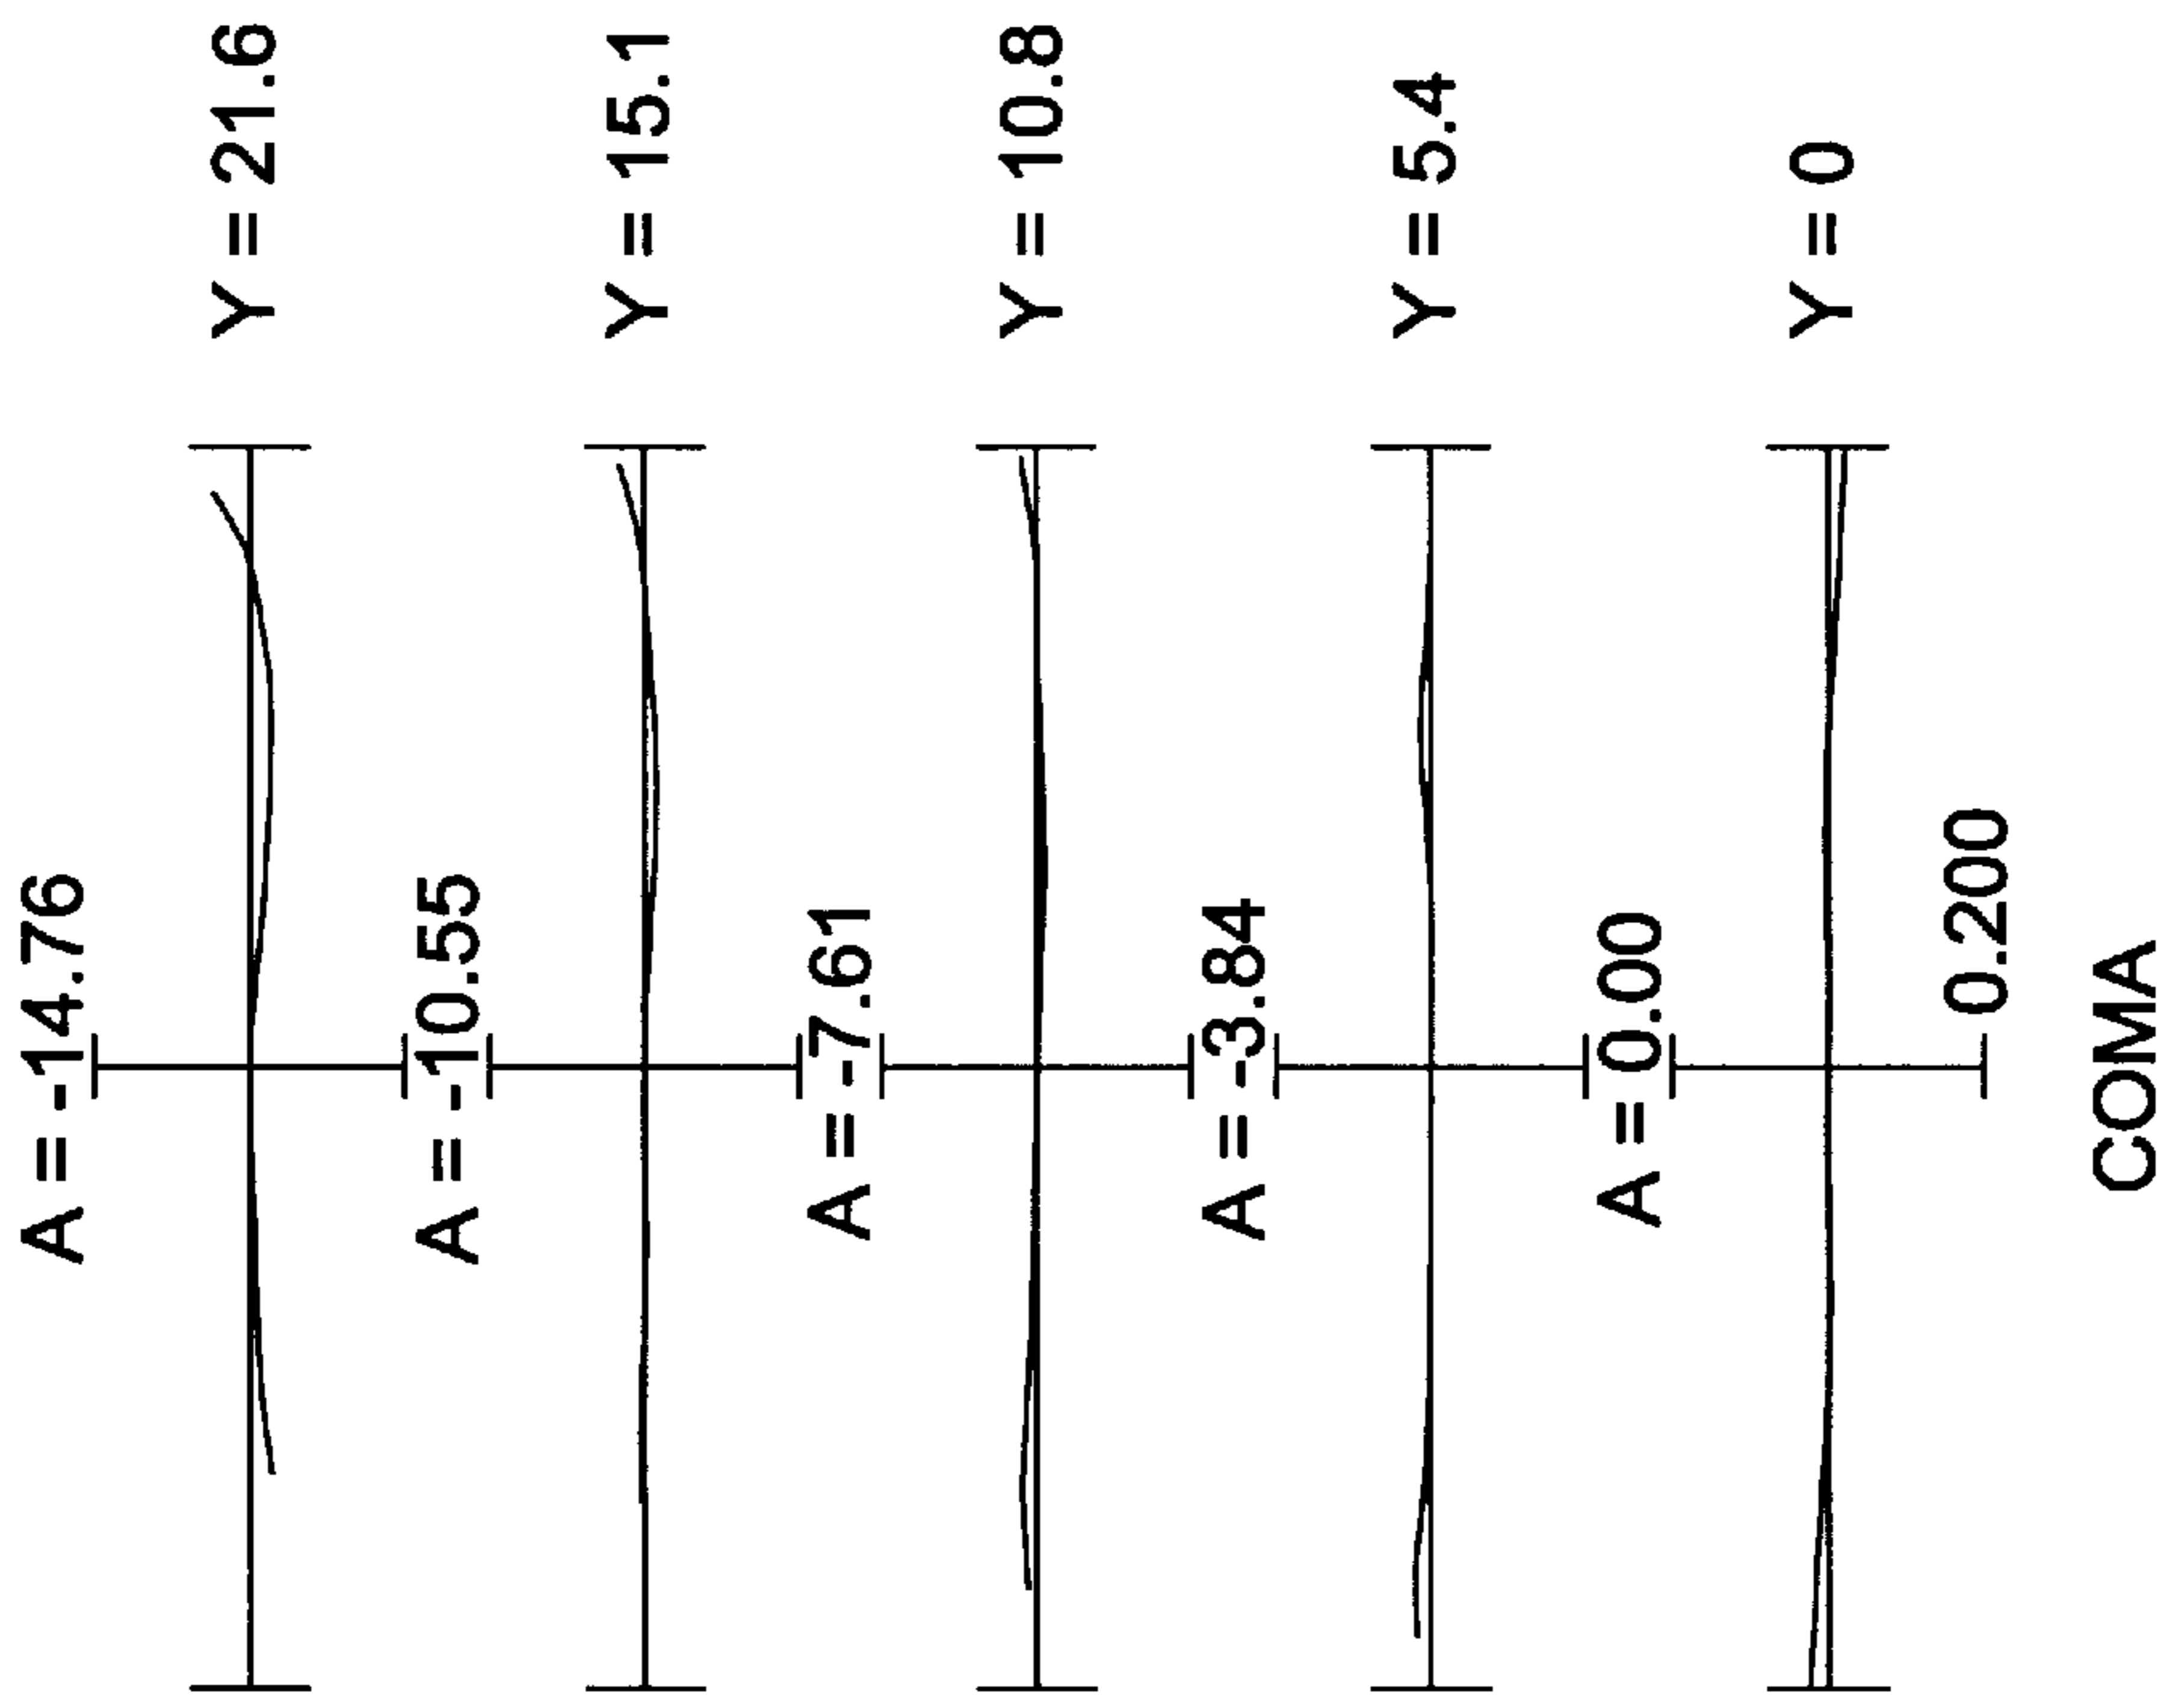 A = -14.76
Y = 21.6
A = -10.55
Y = 15.1
A = -7.61
Y = 10.8
A = -3.84
Y = 5.4
A = 0.00
Y = 0
0.200
COMA